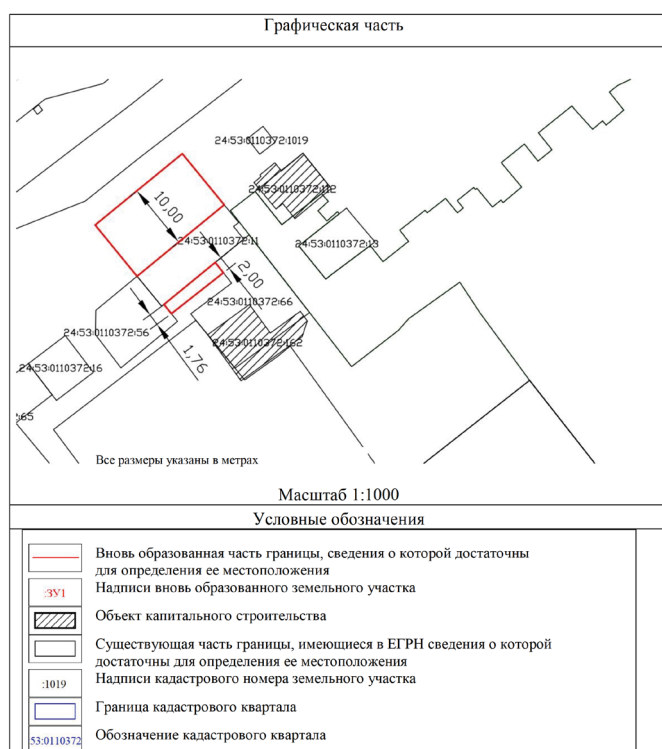 Графическая часть
24:53:0110372:1019
24:53:0110372:112
10,00
24:53:0110372:11
24:53:0110372:13
2,00
24:53:0110372:66
24:53:0110372:56
24:53:0110372:162
1,76
24:53:0110372:16
:65
Все размеры указаны в метрах
Масштаб 1:1000
Условные обозначения
Вновь образованная часть границы, сведения о которой достаточны
для определения ее местоположения
:ЗУ1
Надписи вновь образованного земельного участка
Объект капитального строительства
Существующая часть границы, имеющиеся в ЕГРН сведения о которой
достаточны для определения ее местоположения
:1019
Надписи кадастрового номера земельного участка
Граница кадастрового квартала
53:0110372
Обозначение кадастрового квартала